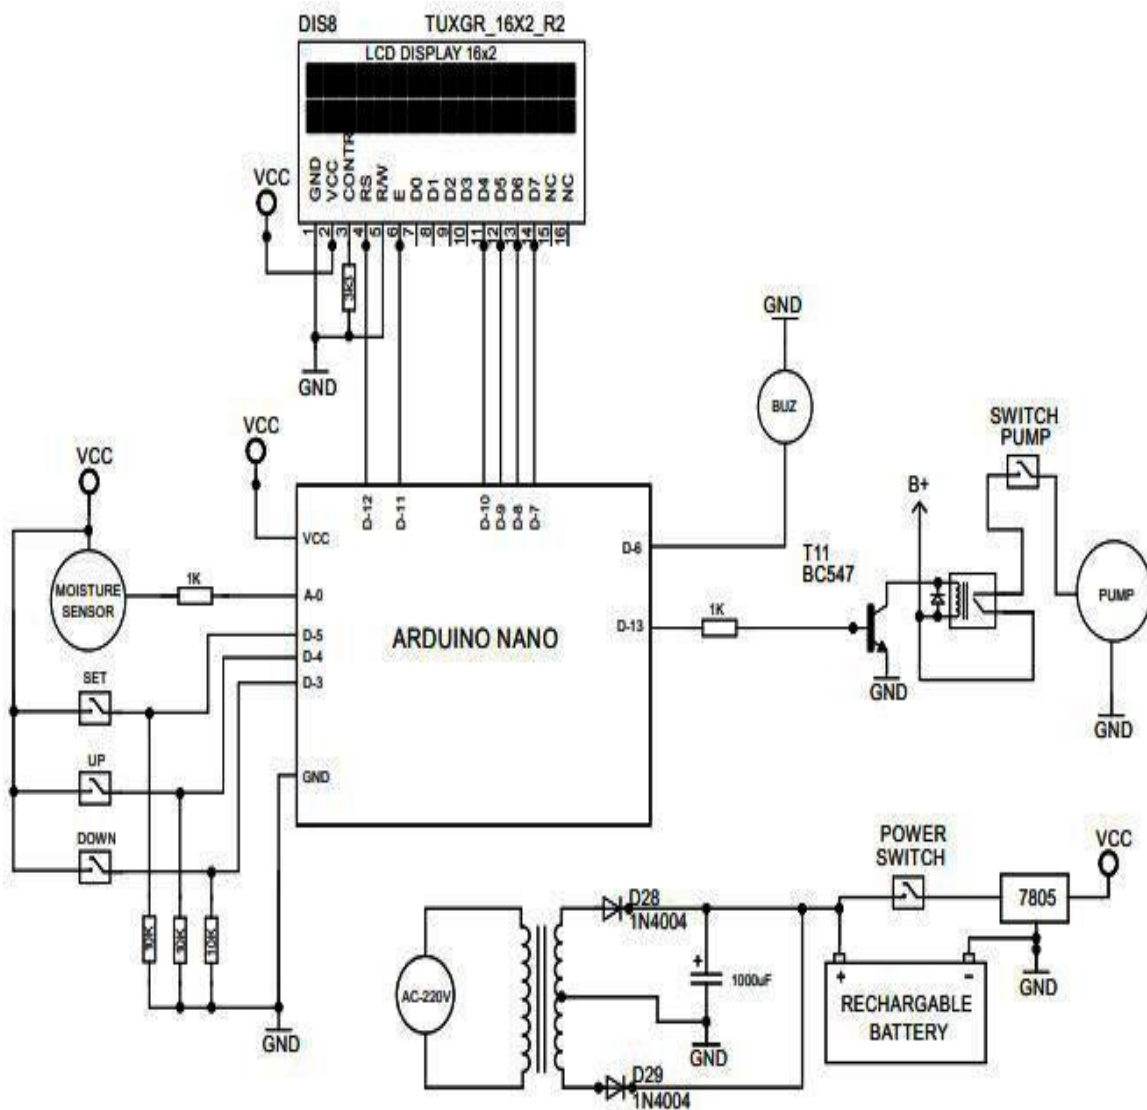 DIS8 TUXGR_16X2_R2
LCD DISPLAY 16x2
GND
VCC
CONTR
RS
R/W
E
D0
D1
D2
D3
D4
D5
D6
D7
NC
NC
1
2
3
4
5
6
7
8
9
10
11
12
13
14
15
16
VCC
3k3
GND
GND
BUZ
SWITCH
PUMP
VCC
VCC
B+
D-12
D-11
D-10
D-9
D-8
D-7
VCC
D-6
T11
BC547
MOISTURE
SENSOR
1K
A-0
PUMP
D-5
D-4
D-3
ARDUINO NANO
D-13
1K
GND
GND
SET
UP
DOWN
GND
10K
10K
10K
GND
POWER
SWITCH
VCC
7805
D28
1N4004
AC-220V
+
1000uF
GND
D29
1N4004
+ -
RECHARGABLE
BATTERY
GND